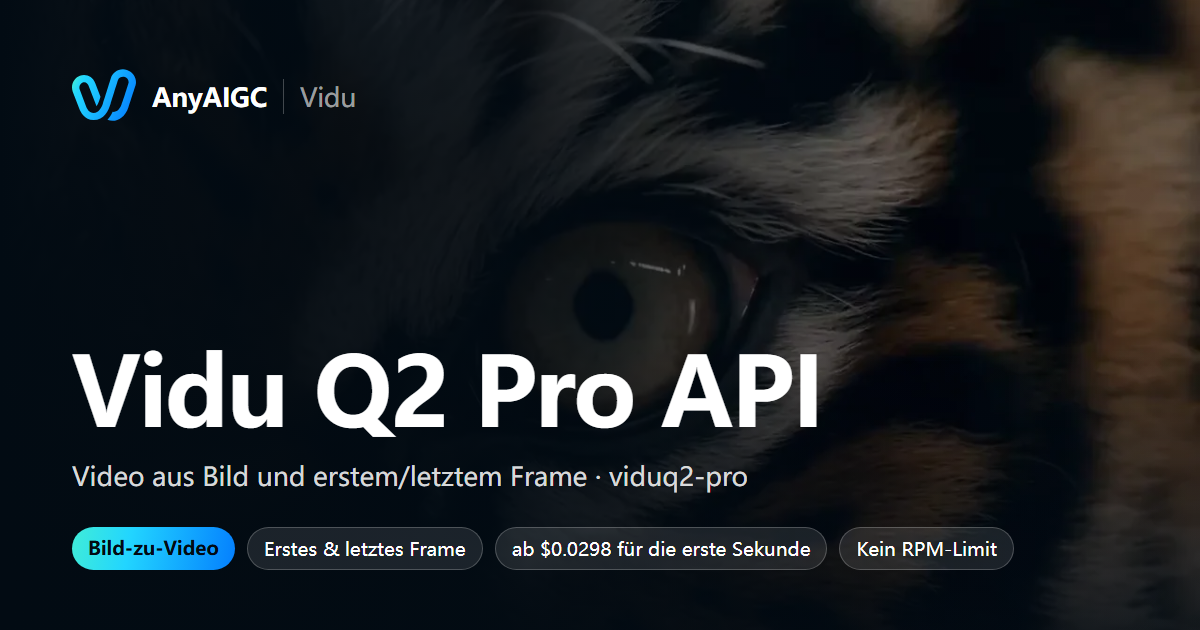 AnyAIGC | Vidu
Vidu Q2 Pro API
Video aus Bild und erstem/letztem Frame · viduq2-pro
Bild-zu-Video
Erstes & letztes Frame
ab $0.0298 für die erste Sekunde
Kein RPM-Limit